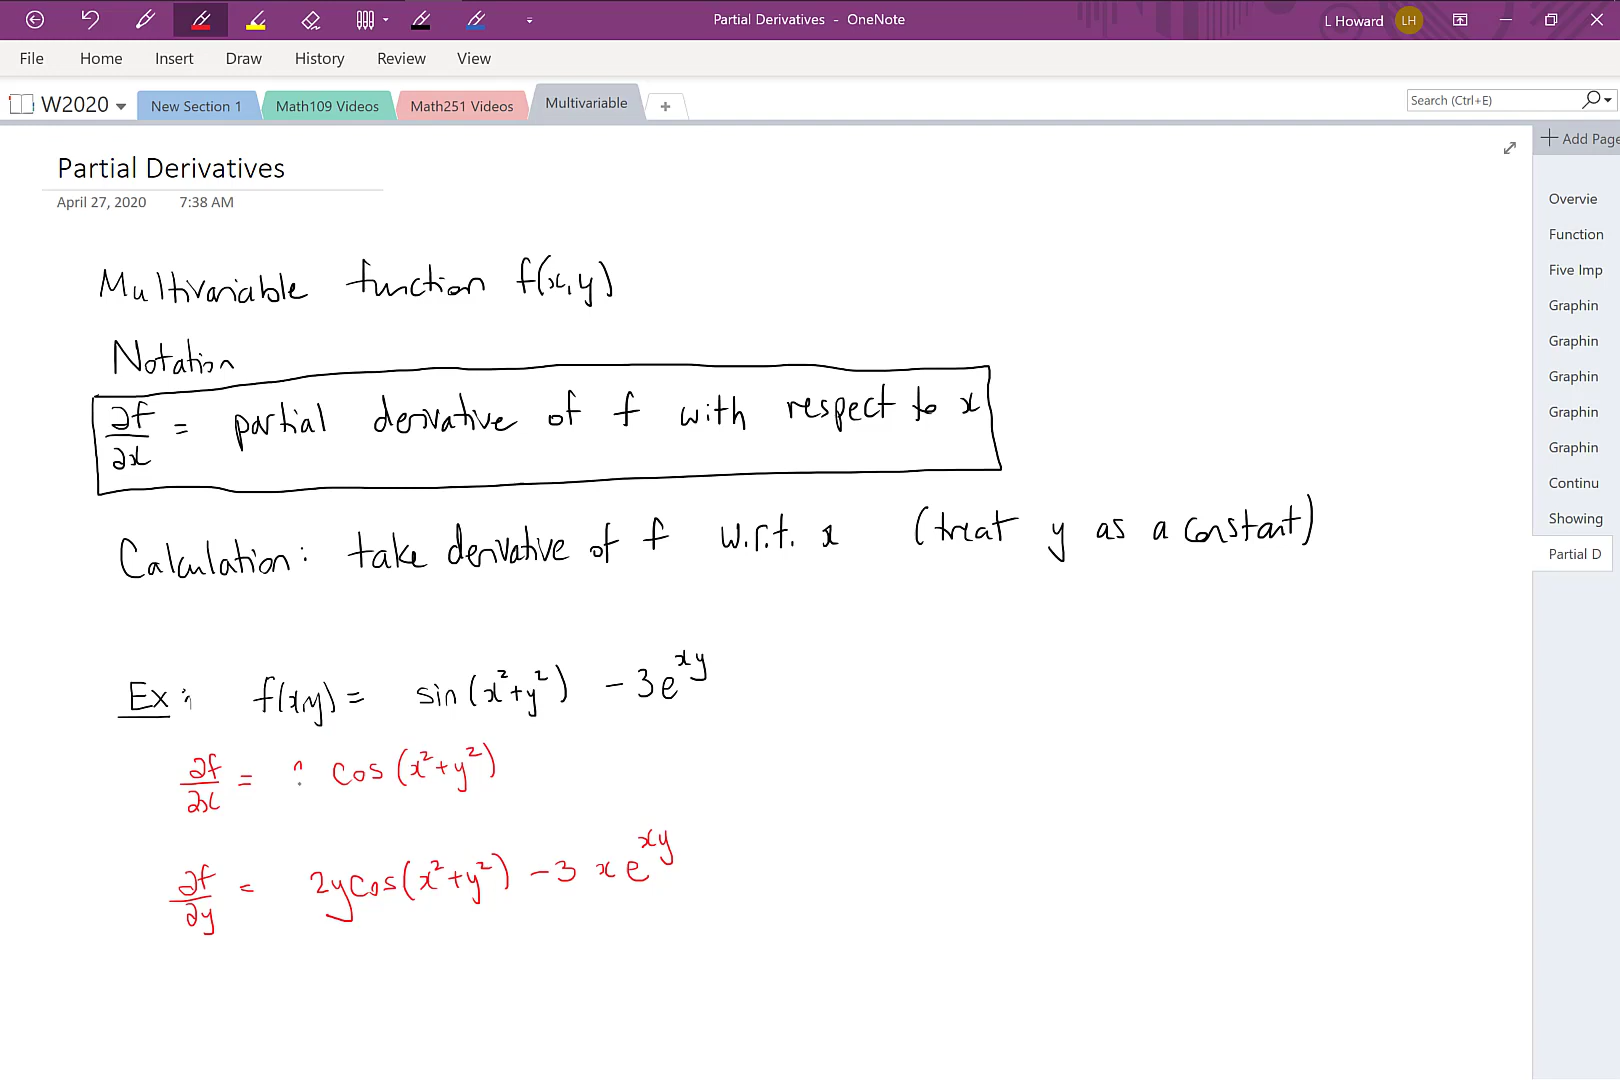 Partial Derivatives - OneNote
L Howard LH
File Home Insert Draw History Review View
W2020 New Section 1 Math109 Videos Math251 Videos Multivariable
Search (Ctrl+E)
Add Page
Partial Derivatives
April 27, 2020 7:38 AM
Multivariable function f(x,y)
Notation
∂f/∂x = partial derivative of f with respect to x
Calculation: take derivative of f w.r.t. x (treat y as a constant)
Ex: f(x,y) = sin(x²+y²) - 3e^xy
∂f/∂x = ? cos(x²+y²)
∂f/∂y = 2ycos(x²+y²) - 3 x e^xy
Overvie
Function
Five Imp
Graphin
Graphin
Graphin
Graphin
Graphin
Continu
Showing
Partial D